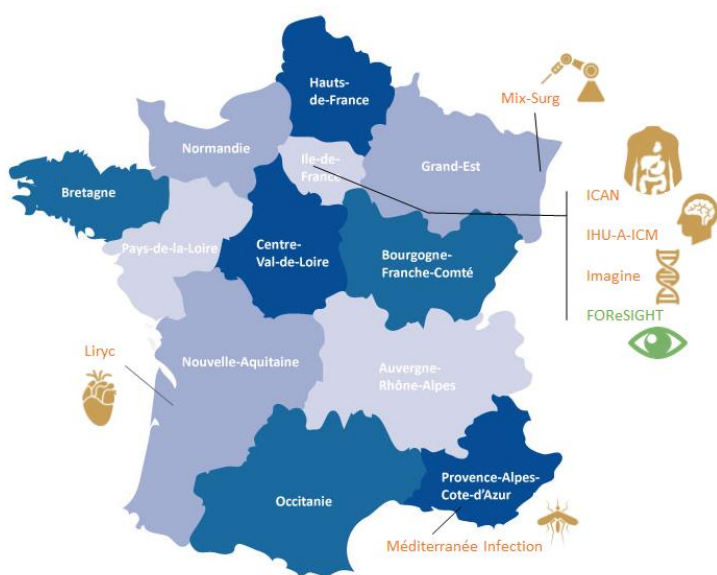 Hauts-
de-France
Mix-Surg
Normandie
Ile-de-
France
Grand-Est
Bretagne
ICAN
IHU-A-ICM
Pays-de-la-Loire
Centre-
Val-de-Loire
Bourgogne-
Franche-Comté
Imagine
FOReSIGHT
Liryc
Nouvelle-Aquitaine
Auvergne-
Rhône-Alpes
Provence-Alpes-
Cote-d'Azur
Occitanie
Méditerranée Infection